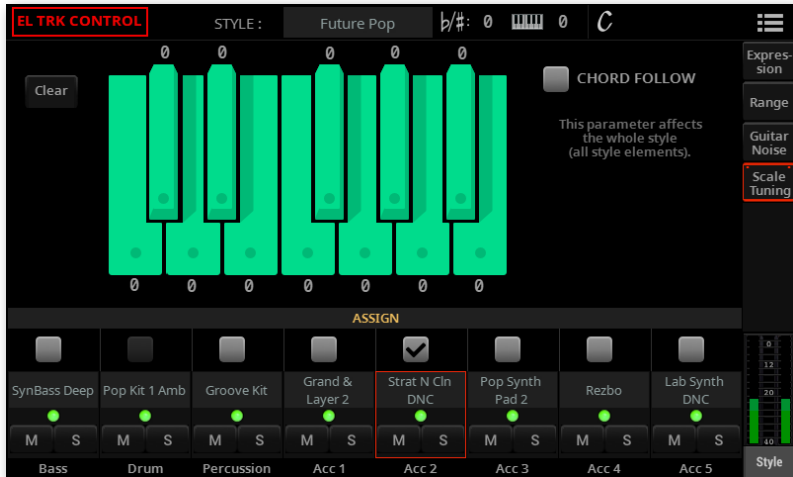 EL TRK CONTROL STYLE : Future Pop ♭/♯: 0 0 C
0 0 0 0 0
Clear
CHORD FOLLOW
This parameter affects
the whole style
(all style elements).
0 0 0 0 0 0 0
Expres-
sion
Range
Guitar
Noise
Scale
Tuning
ASSIGN
SynBass Deep
Pop Kit 1 Amb
Groove Kit
Grand &
Layer 2
Strat N Cln
DNC
Pop Synth
Pad 2
Rezbo
Lab Synth
DNC
M S M S M S M S M S M S M S M S
Bass Drum Percussion Acc 1 Acc 2 Acc 3 Acc 4 Acc 5
0
12
20
40
Style